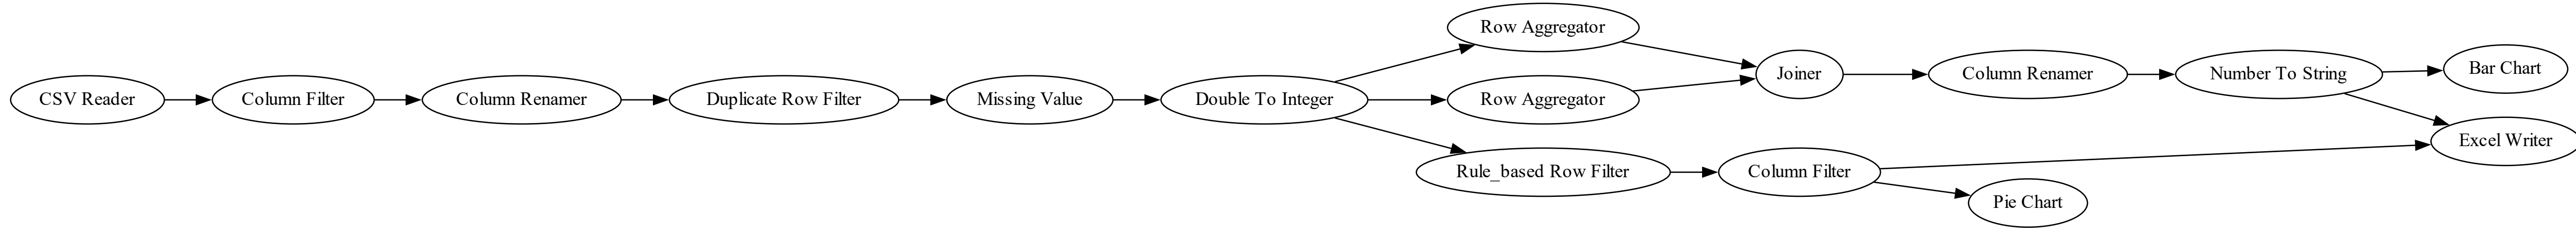 CSV Reader
Column Filter
Column Renamer
Duplicate Row Filter
Missing Value
Double To Integer
Row Aggregator
Row Aggregator
Rule_based Row Filter
Joiner
Column Filter
Column Renamer
Pie Chart
Number To String
Bar Chart
Excel Writer